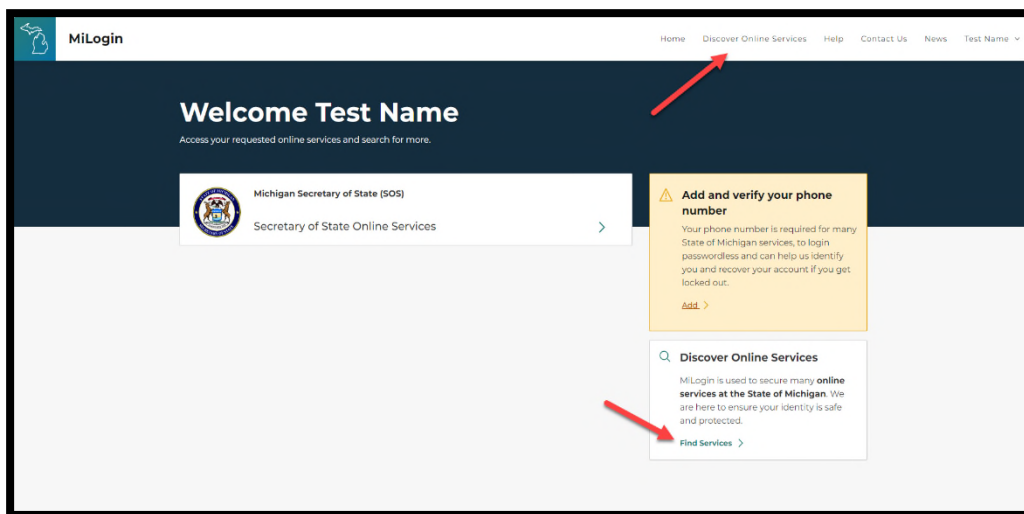 MiLogin
Home Discover Online Services Help Contact Us News Test Name
Welcome Test Name
Access your requested online services and search for more.
Michigan Secretary of State (SOS)
Secretary of State Online Services
Add and verify your phone
number
Your phone number is required for many
State of Michigan services, to login
passwordless and can help us identify
you and recover your account if you get
locked out.
Add
Discover Online Services
MiLogin is used to secure many online
services at the State of Michigan. We
are here to ensure your identity is safe
and protected.
Find Services